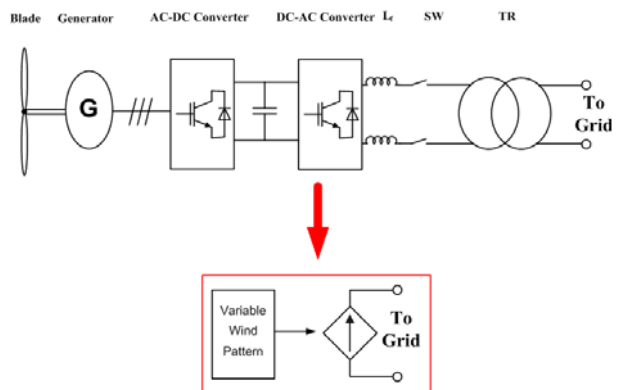 Blade Generator AC-DC Converter DC-AC Converter Lf SW TR
G
To
Grid
Variable
Wind
Pattern
To
Grid